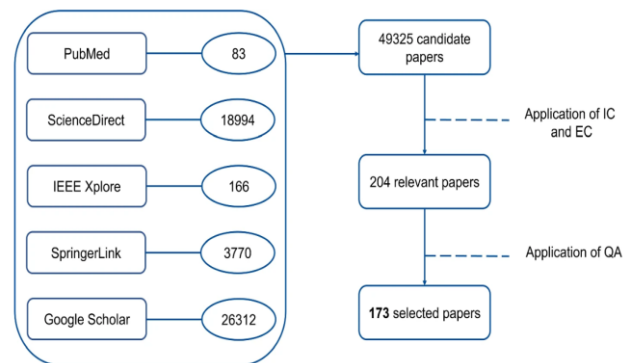 PubMed
83
ScienceDirect
18994
IEEE Xplore
166
SpringerLink
3770
Google Scholar
26312
49325 candidate
papers
Application of IC
and EC
204 relevant papers
Application of QA
173 selected papers